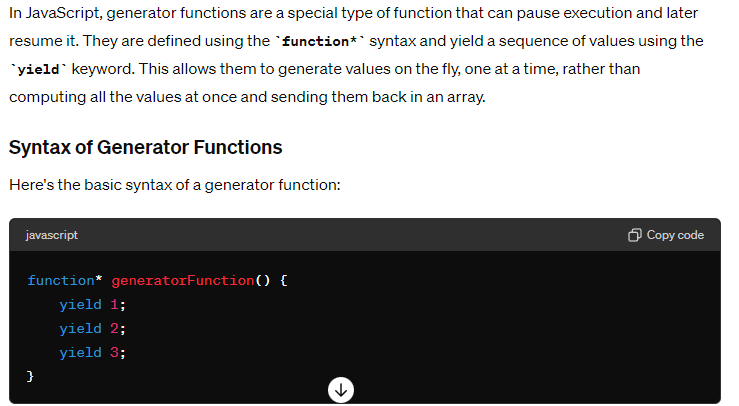 In JavaScript, generator functions are a special type of function that can pause execution and later
resume it. They are defined using the `function*` syntax and yield a sequence of values using the
`yield` keyword. This allows them to generate values on the fly, one at a time, rather than
computing all the values at once and sending them back in an array.
Syntax of Generator Functions
Here's the basic syntax of a generator function:
javascript Copy code
function* generatorFunction() {
    yield 1;
    yield 2;
    yield 3;
}